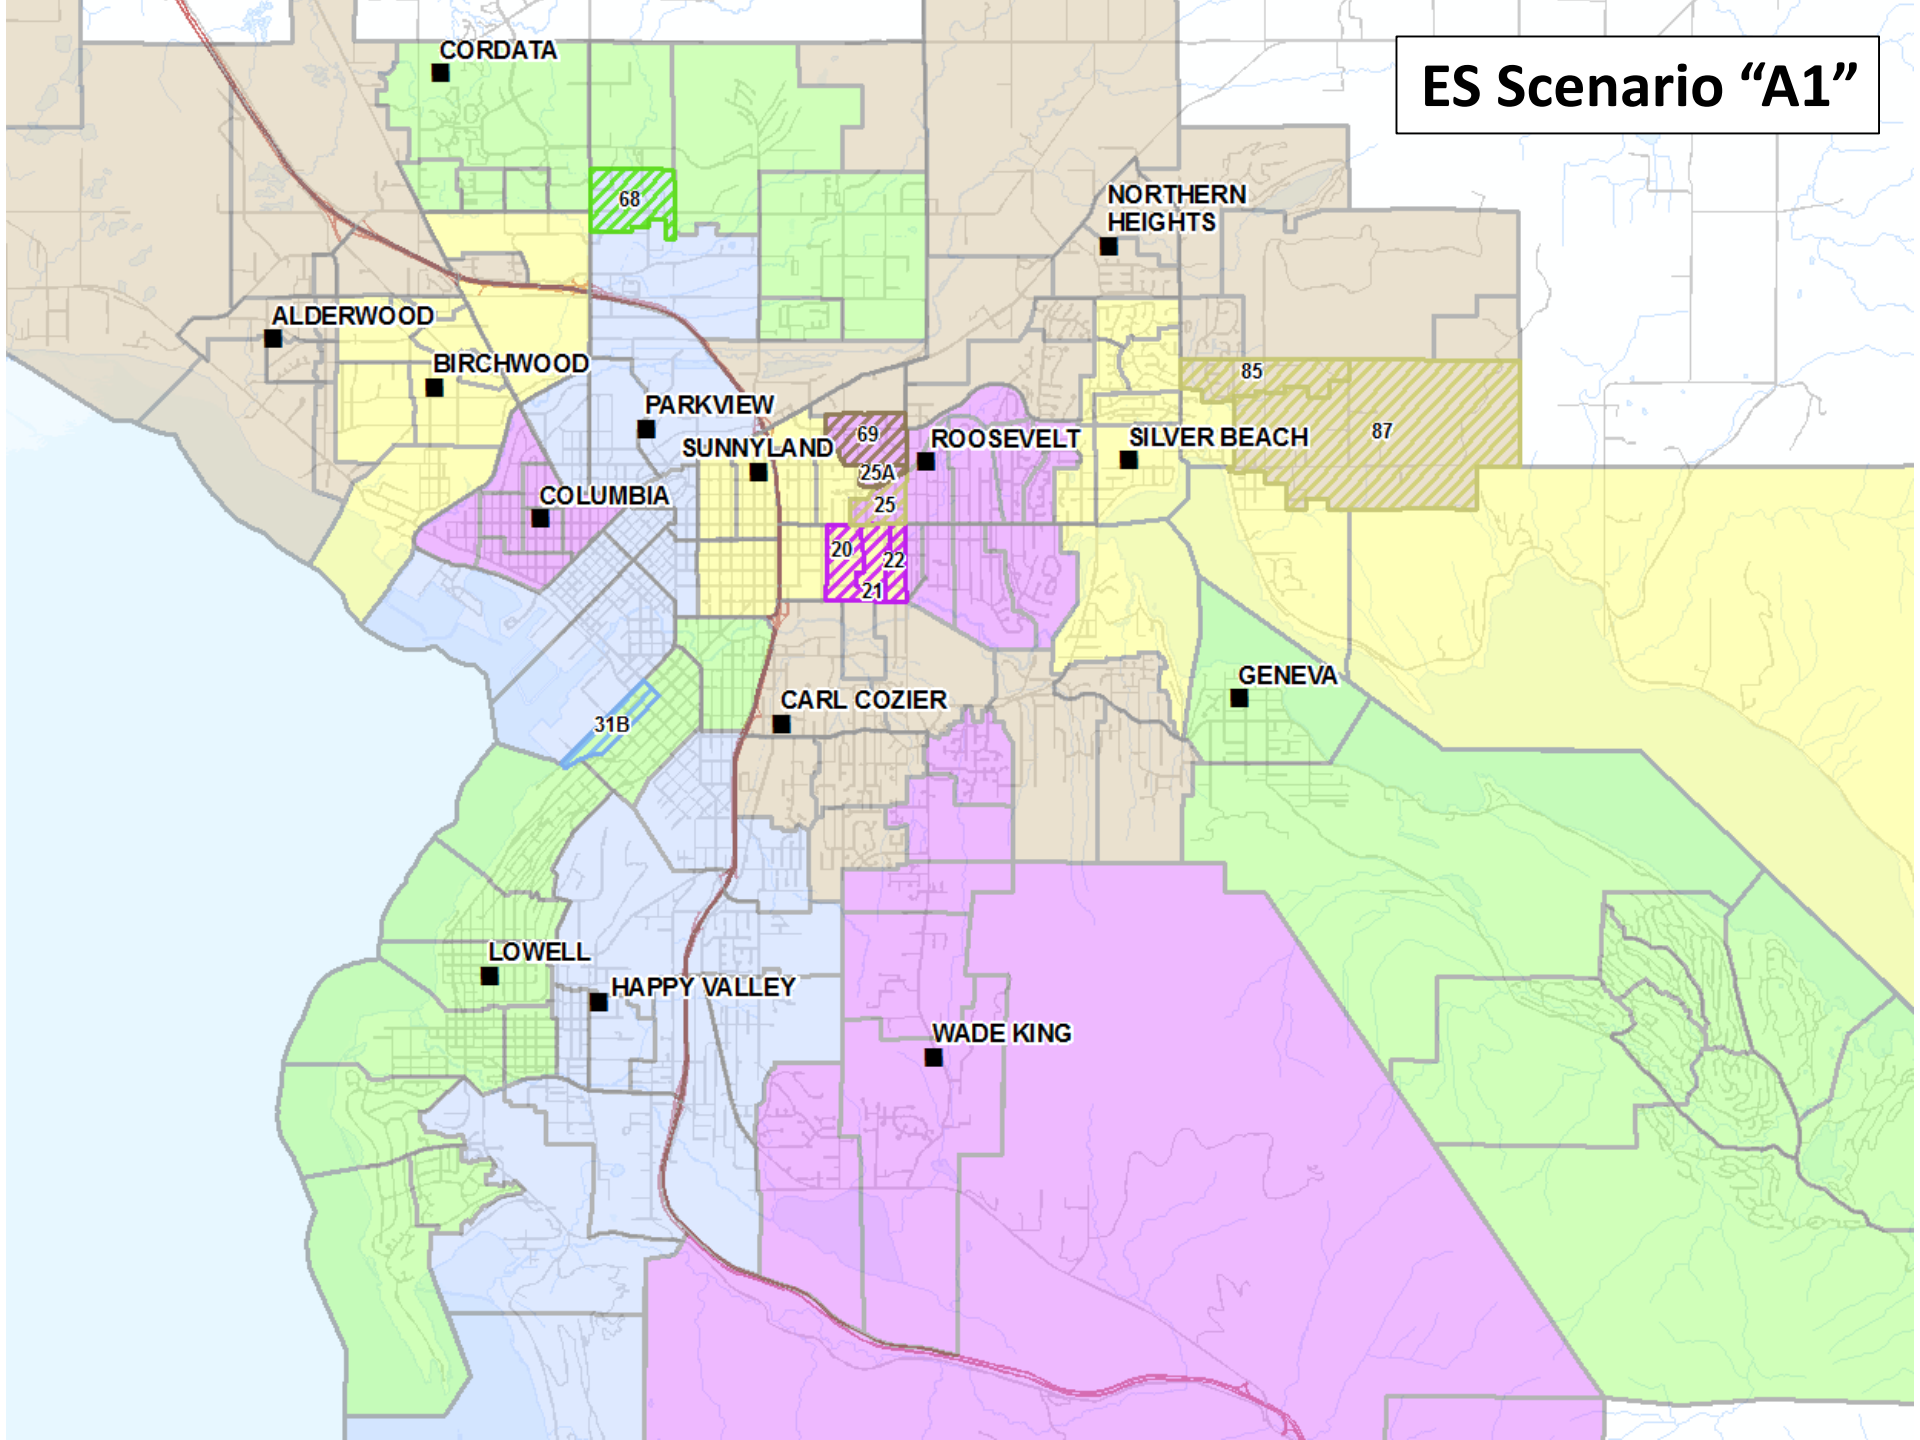 CORDATA
ES Scenario “A1”
68
NORTHERN
HEIGHTS
ALDERWOOD
BIRCHWOOD
85
PARKVIEW
69
ROOSEVELT
SILVER BEACH
87
SUNNYLAND
25A
COLUMBIA
25
20
22
21
GENEVA
CARL COZIER
31B
LOWELL
HAPPY VALLEY
WADE KING